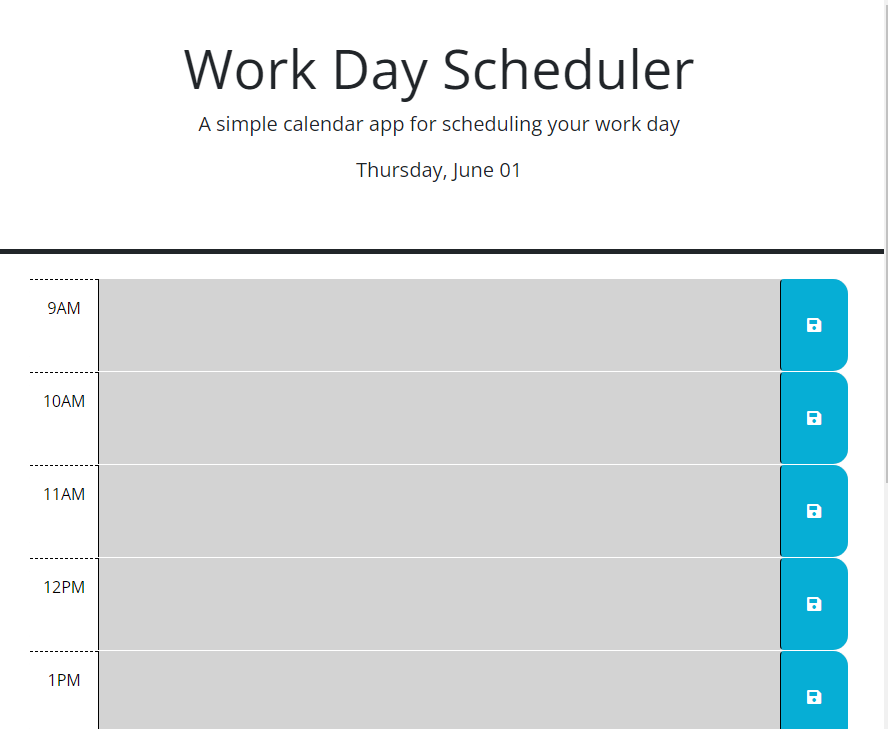 Work Day Scheduler
A simple calendar app for scheduling your work day
Thursday, June 01
9AM
10AM
11AM
12PM
1PM